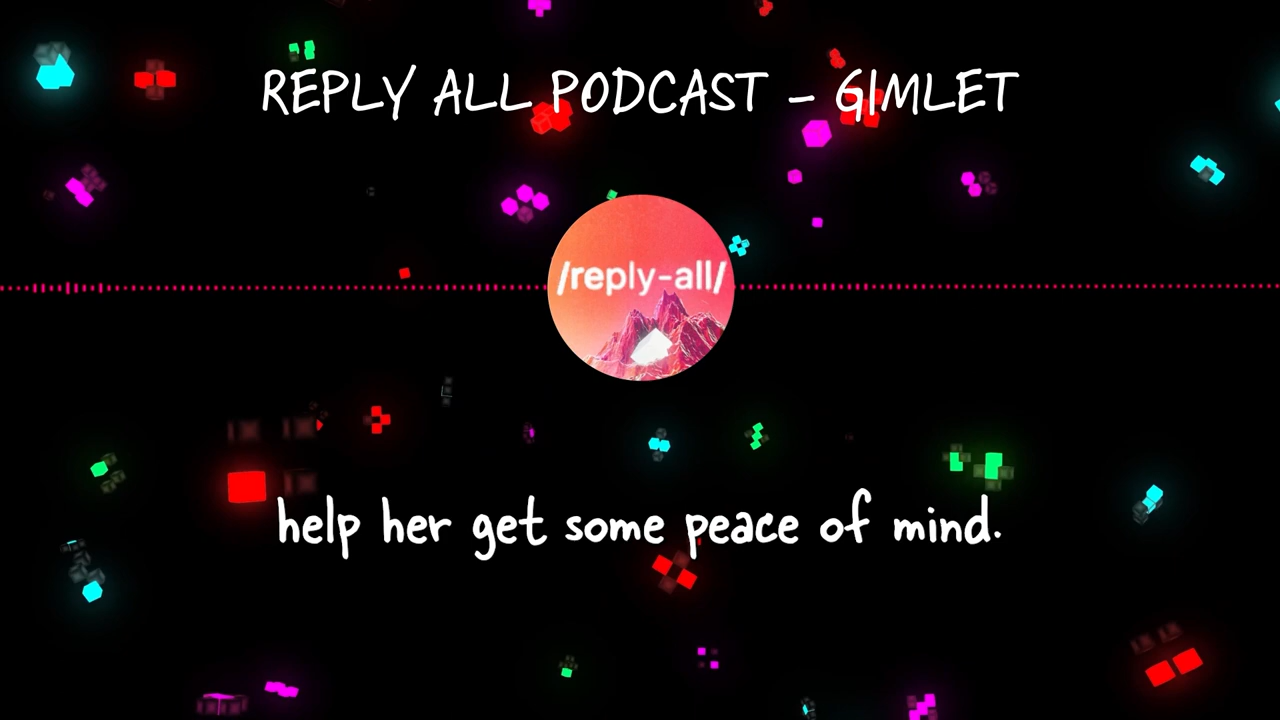 REPLY ALL PODCAST – GIMLET
/reply-all/
help her get some peace of mind.